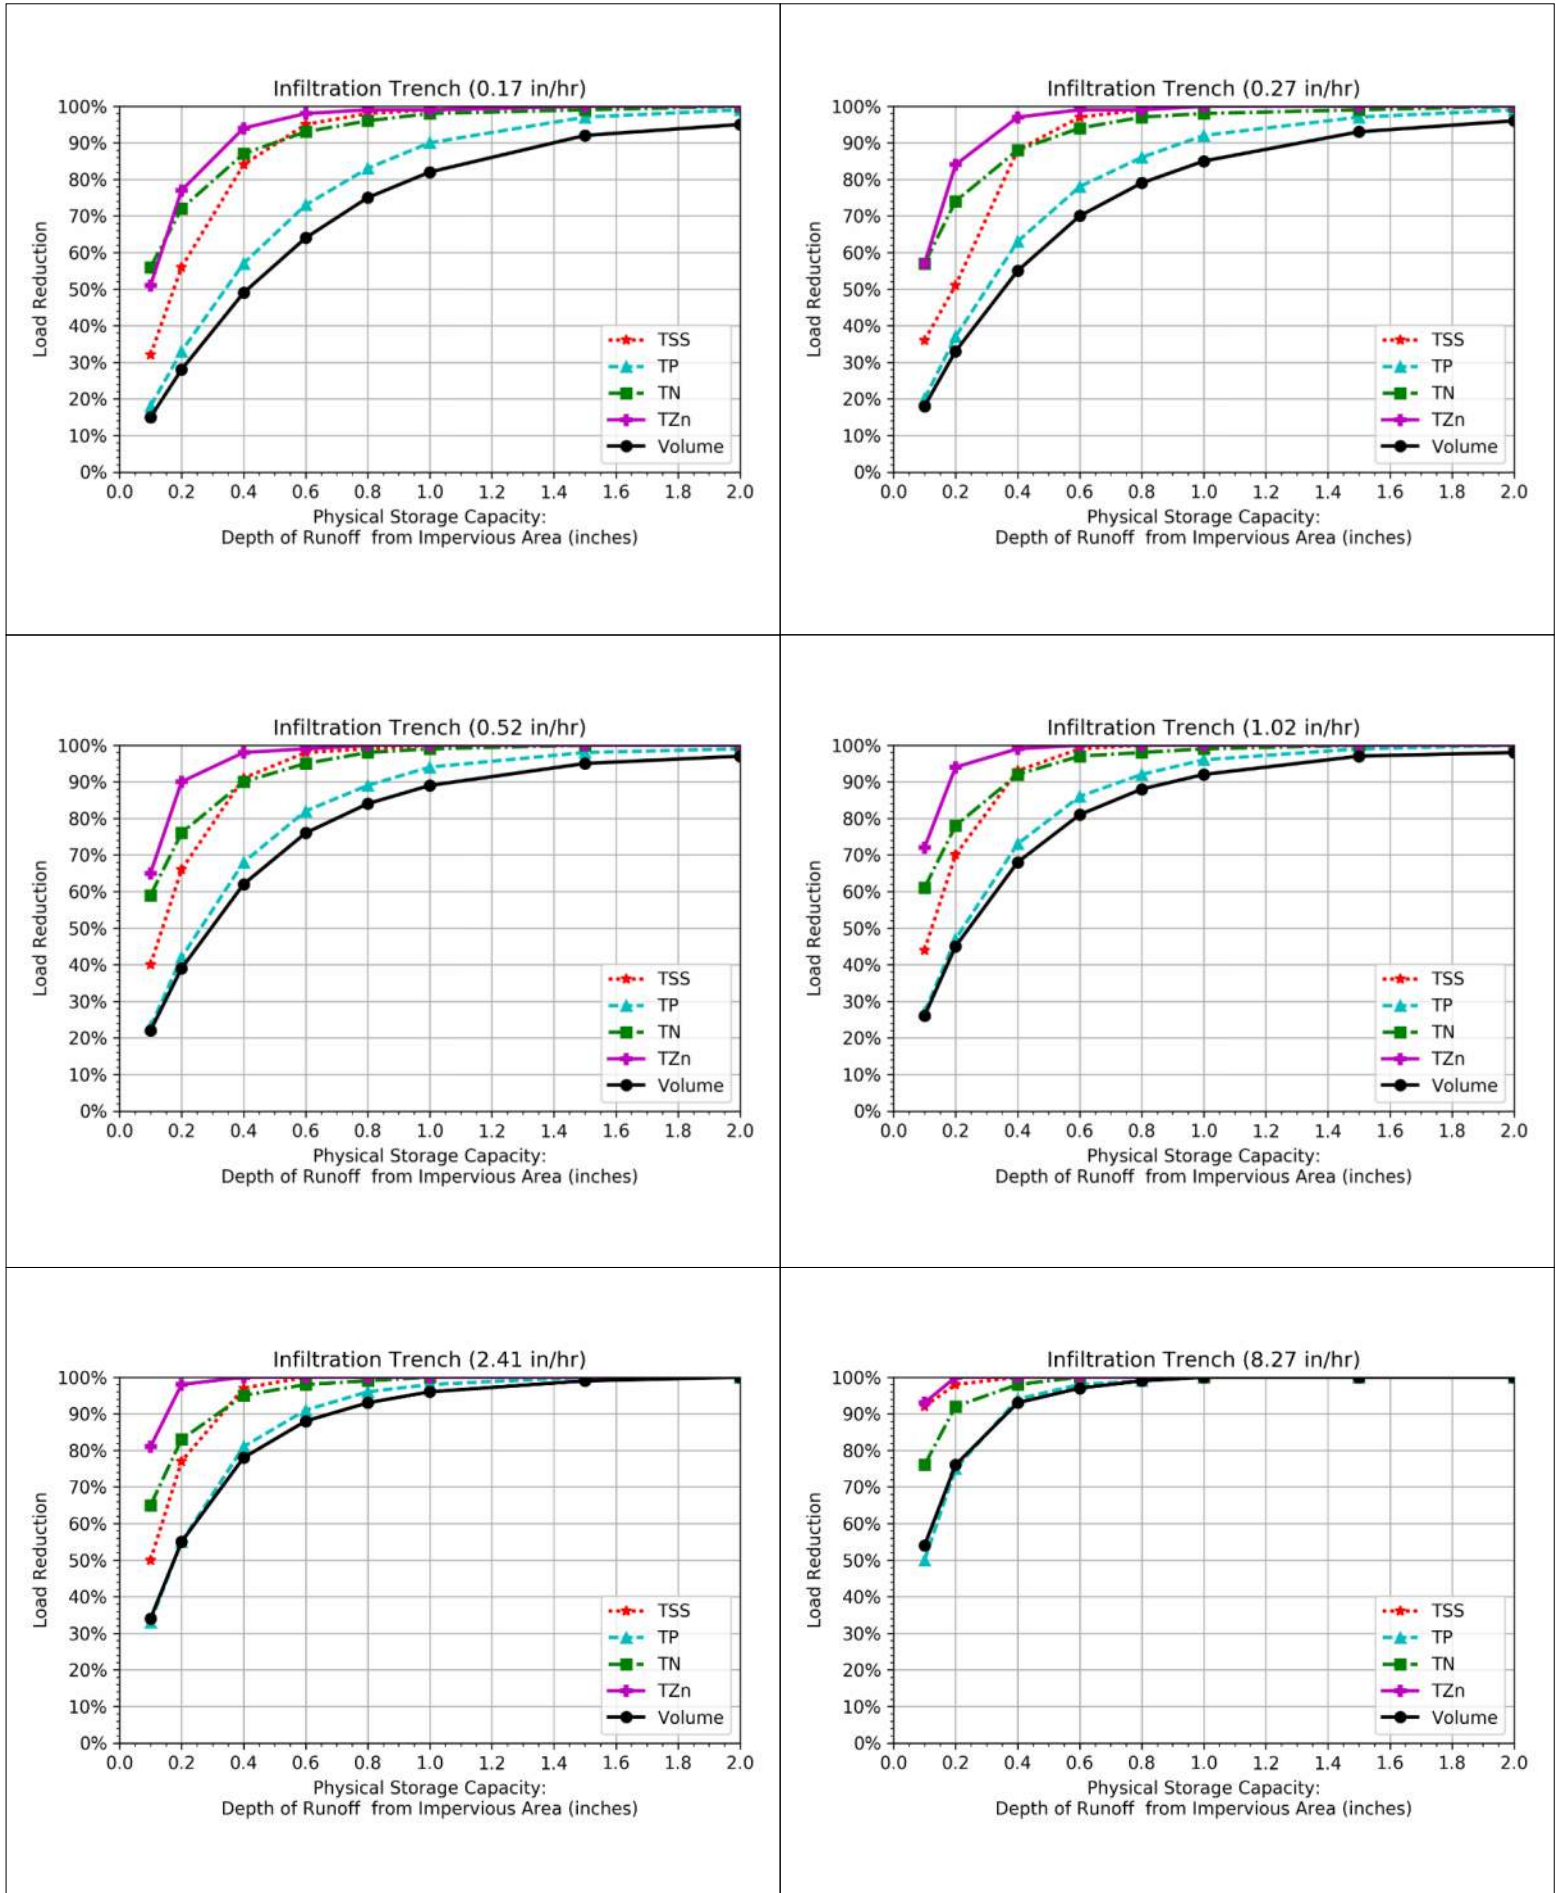 Infiltration Trench (0.17 in/hr)
100%
90%
80%
70%
60%
50%
40%
30%
20%
10%
0%
Load Reduction
TSS
TP
TN
TZn
Volume
0.0 0.2 0.4 0.6 0.8 1.0 1.2 1.4 1.6 1.8 2.0
Physical Storage Capacity:
Depth of Runoff from Impervious Area (inches)
Infiltration Trench (0.27 in/hr)
100%
90%
80%
70%
60%
50%
40%
30%
20%
10%
0%
Load Reduction
TSS
TP
TN
TZn
Volume
0.0 0.2 0.4 0.6 0.8 1.0 1.2 1.4 1.6 1.8 2.0
Physical Storage Capacity:
Depth of Runoff from Impervious Area (inches)
Infiltration Trench (0.52 in/hr)
100%
90%
80%
70%
60%
50%
40%
30%
20%
10%
0%
Load Reduction
TSS
TP
TN
TZn
Volume
0.0 0.2 0.4 0.6 0.8 1.0 1.2 1.4 1.6 1.8 2.0
Physical Storage Capacity:
Depth of Runoff from Impervious Area (inches)
Infiltration Trench (1.02 in/hr)
100%
90%
80%
70%
60%
50%
40%
30%
20%
10%
0%
Load Reduction
TSS
TP
TN
TZn
Volume
0.0 0.2 0.4 0.6 0.8 1.0 1.2 1.4 1.6 1.8 2.0
Physical Storage Capacity:
Depth of Runoff from Impervious Area (inches)
Infiltration Trench (2.41 in/hr)
100%
90%
80%
70%
60%
50%
40%
30%
20%
10%
0%
Load Reduction
TSS
TP
TN
TZn
Volume
0.0 0.2 0.4 0.6 0.8 1.0 1.2 1.4 1.6 1.8 2.0
Physical Storage Capacity:
Depth of Runoff from Impervious Area (inches)
Infiltration Trench (8.27 in/hr)
100%
90%
80%
70%
60%
50%
40%
30%
20%
10%
0%
Load Reduction
TSS
TP
TN
TZn
Volume
0.0 0.2 0.4 0.6 0.8 1.0 1.2 1.4 1.6 1.8 2.0
Physical Storage Capacity:
Depth of Runoff from Impervious Area (inches)